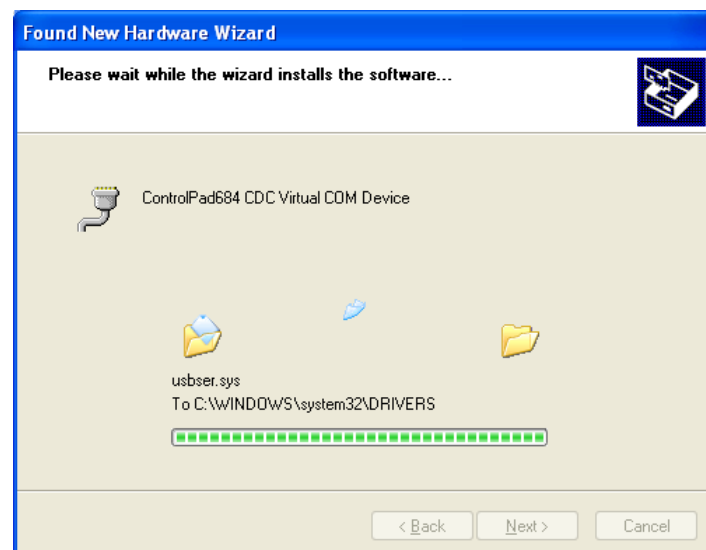 Found New Hardware Wizard
Please wait while the wizard installs the software...
ControlPad684 CDC Virtual COM Device
usbser.sys
To C:\WINDOWS\system32\DRIVERS
< Back Next > Cancel